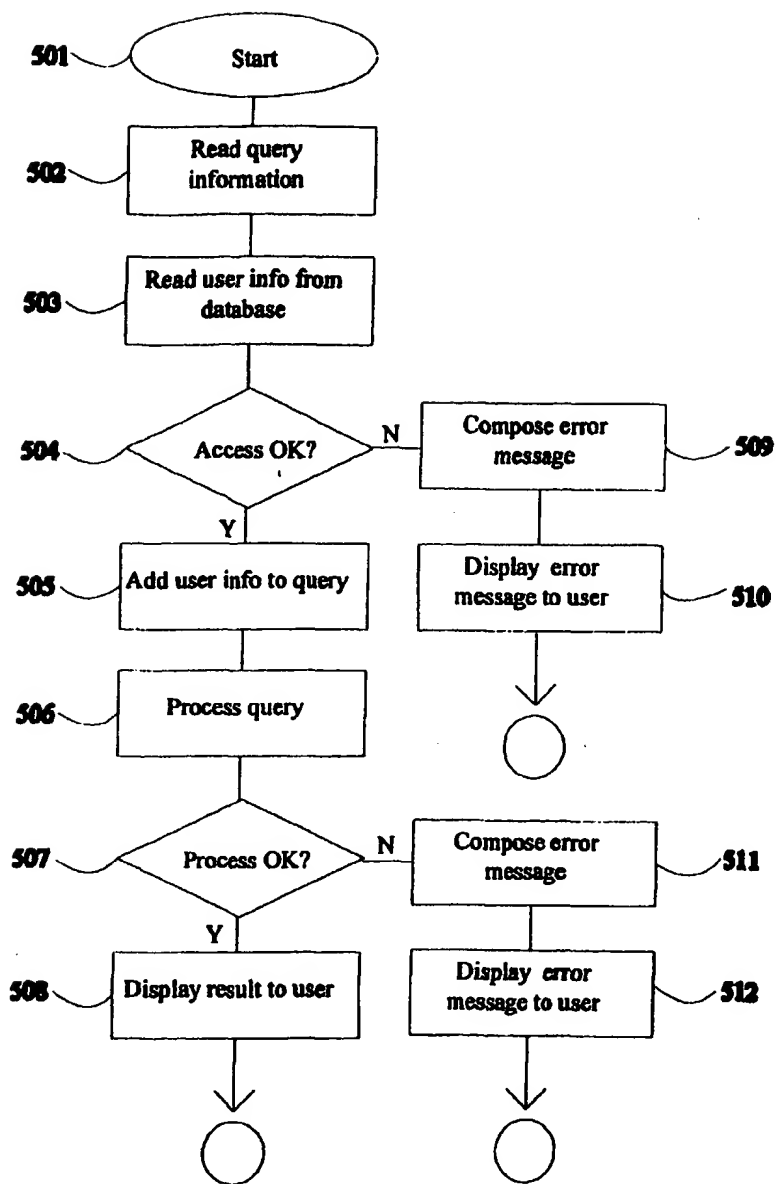 501
Start
502
Read query
information
503
Read user info from
database
504
Access OK?
N
Compose error
message
509
Y
505
Add user info to query
Display error
message to user
510
506
Process query
507
Process OK?
N
Compose error
message
511
Y
508
Display result to user
Display error
message to user
512